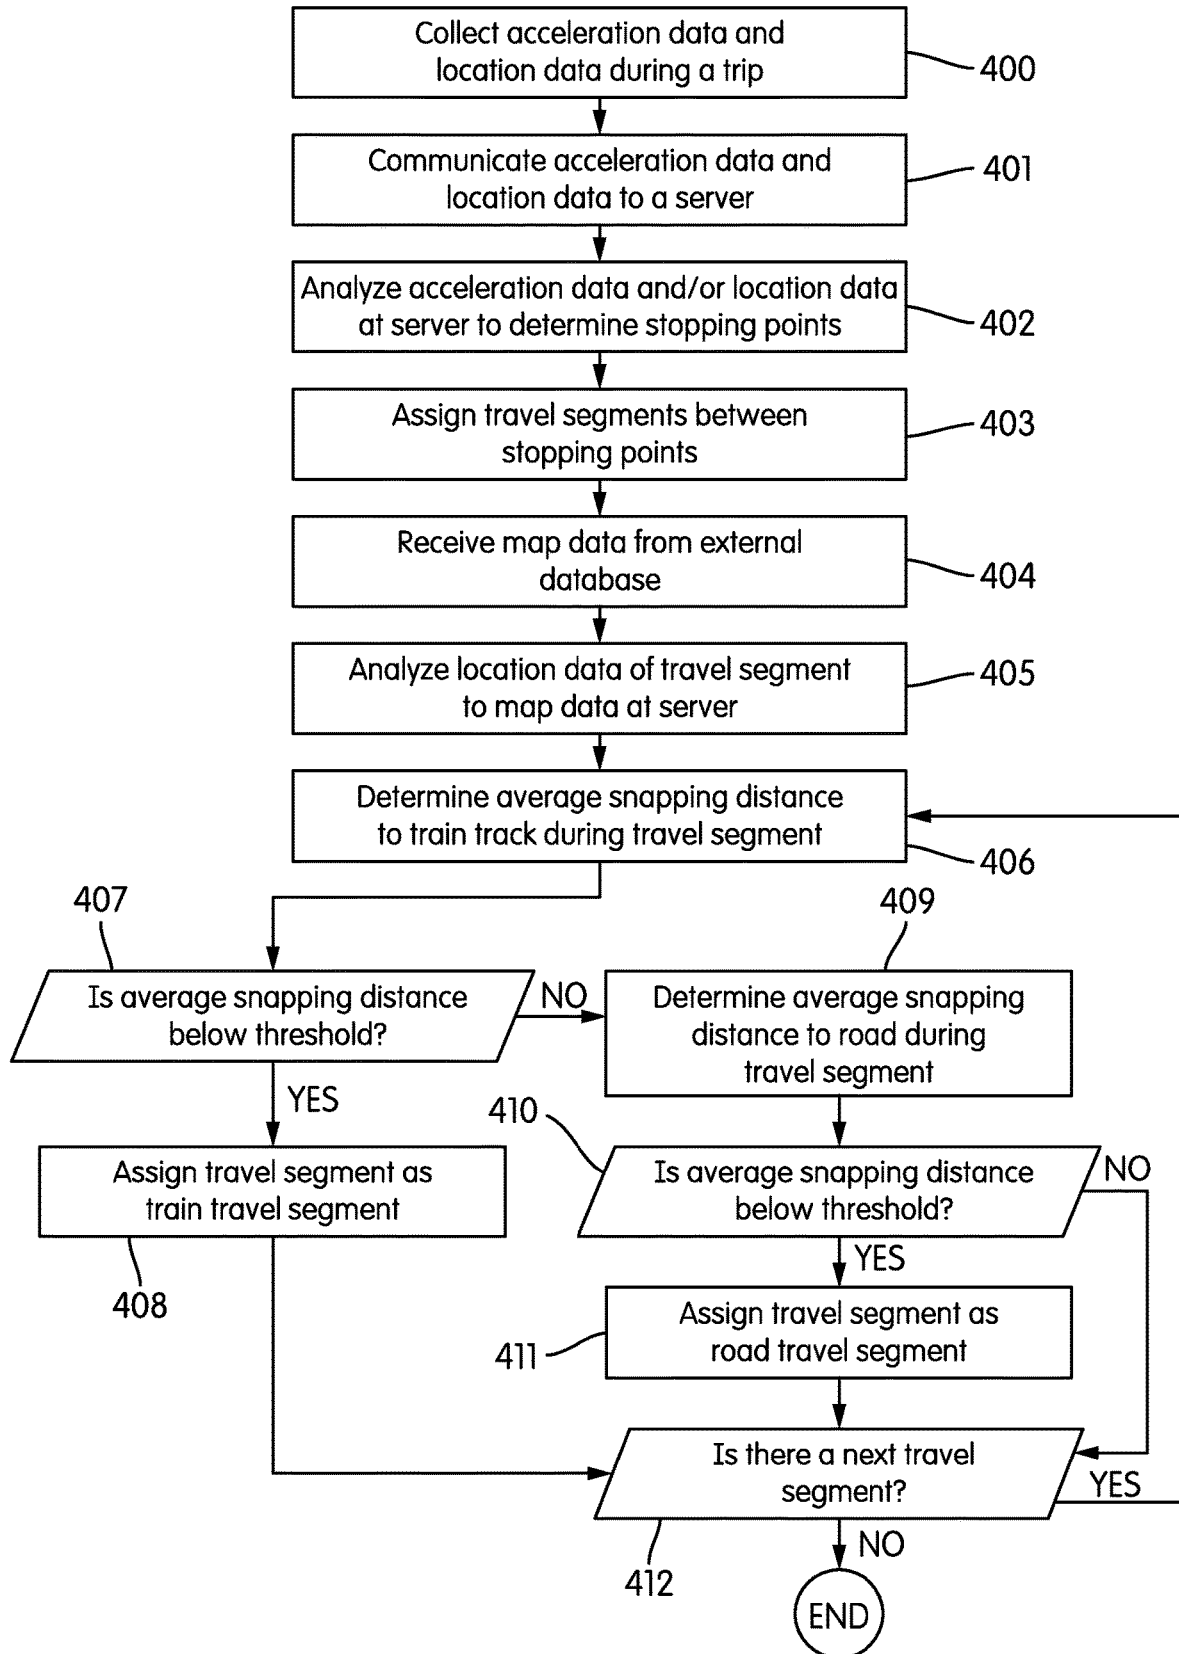 Collect acceleration data and
location data during a trip
400
Communicate acceleration data and
location data to a server
401
Analyze acceleration data and/or location data
at server to determine stopping points
402
Assign travel segments between
stopping points
403
Receive map data from external
database
404
Analyze location data of travel segment
to map data at server
405
Determine average snapping distance
to train track during travel segment
406
407
Is average snapping distance
below threshold?
NO
YES
409
Determine average snapping
distance to road during
travel segment
410
Is average snapping distance
below threshold?
NO
YES
Assign travel segment as
train travel segment
408
Assign travel segment as
road travel segment
411
Is there a next travel
segment?
YES
NO
412
END